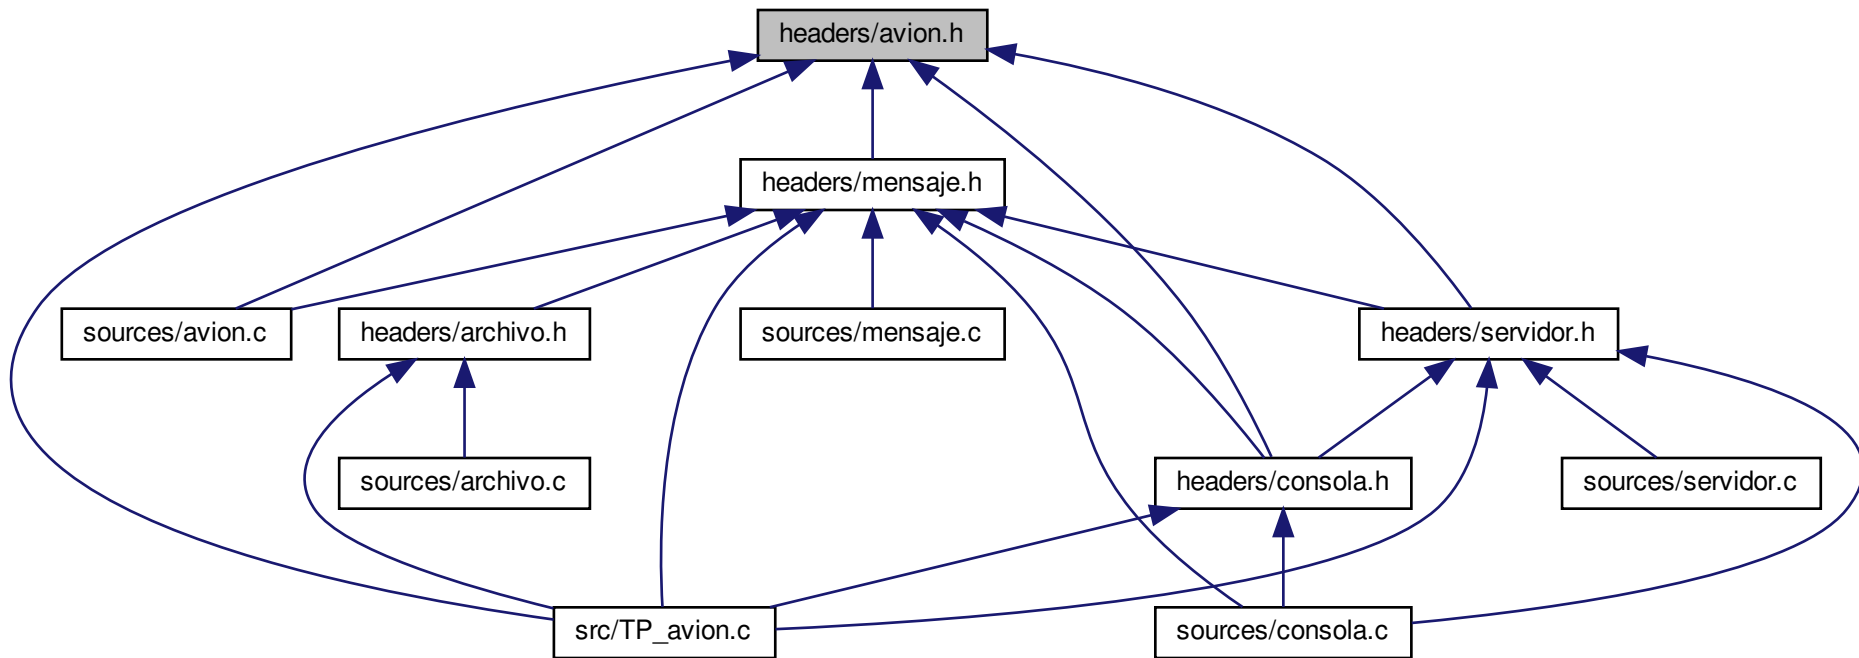 headers/avion.h
headers/mensaje.h
sources/avion.c
headers/archivo.h
sources/mensaje.c
headers/servidor.h
sources/archivo.c
headers/consola.h
sources/servidor.c
src/TP_avion.c
sources/consola.c